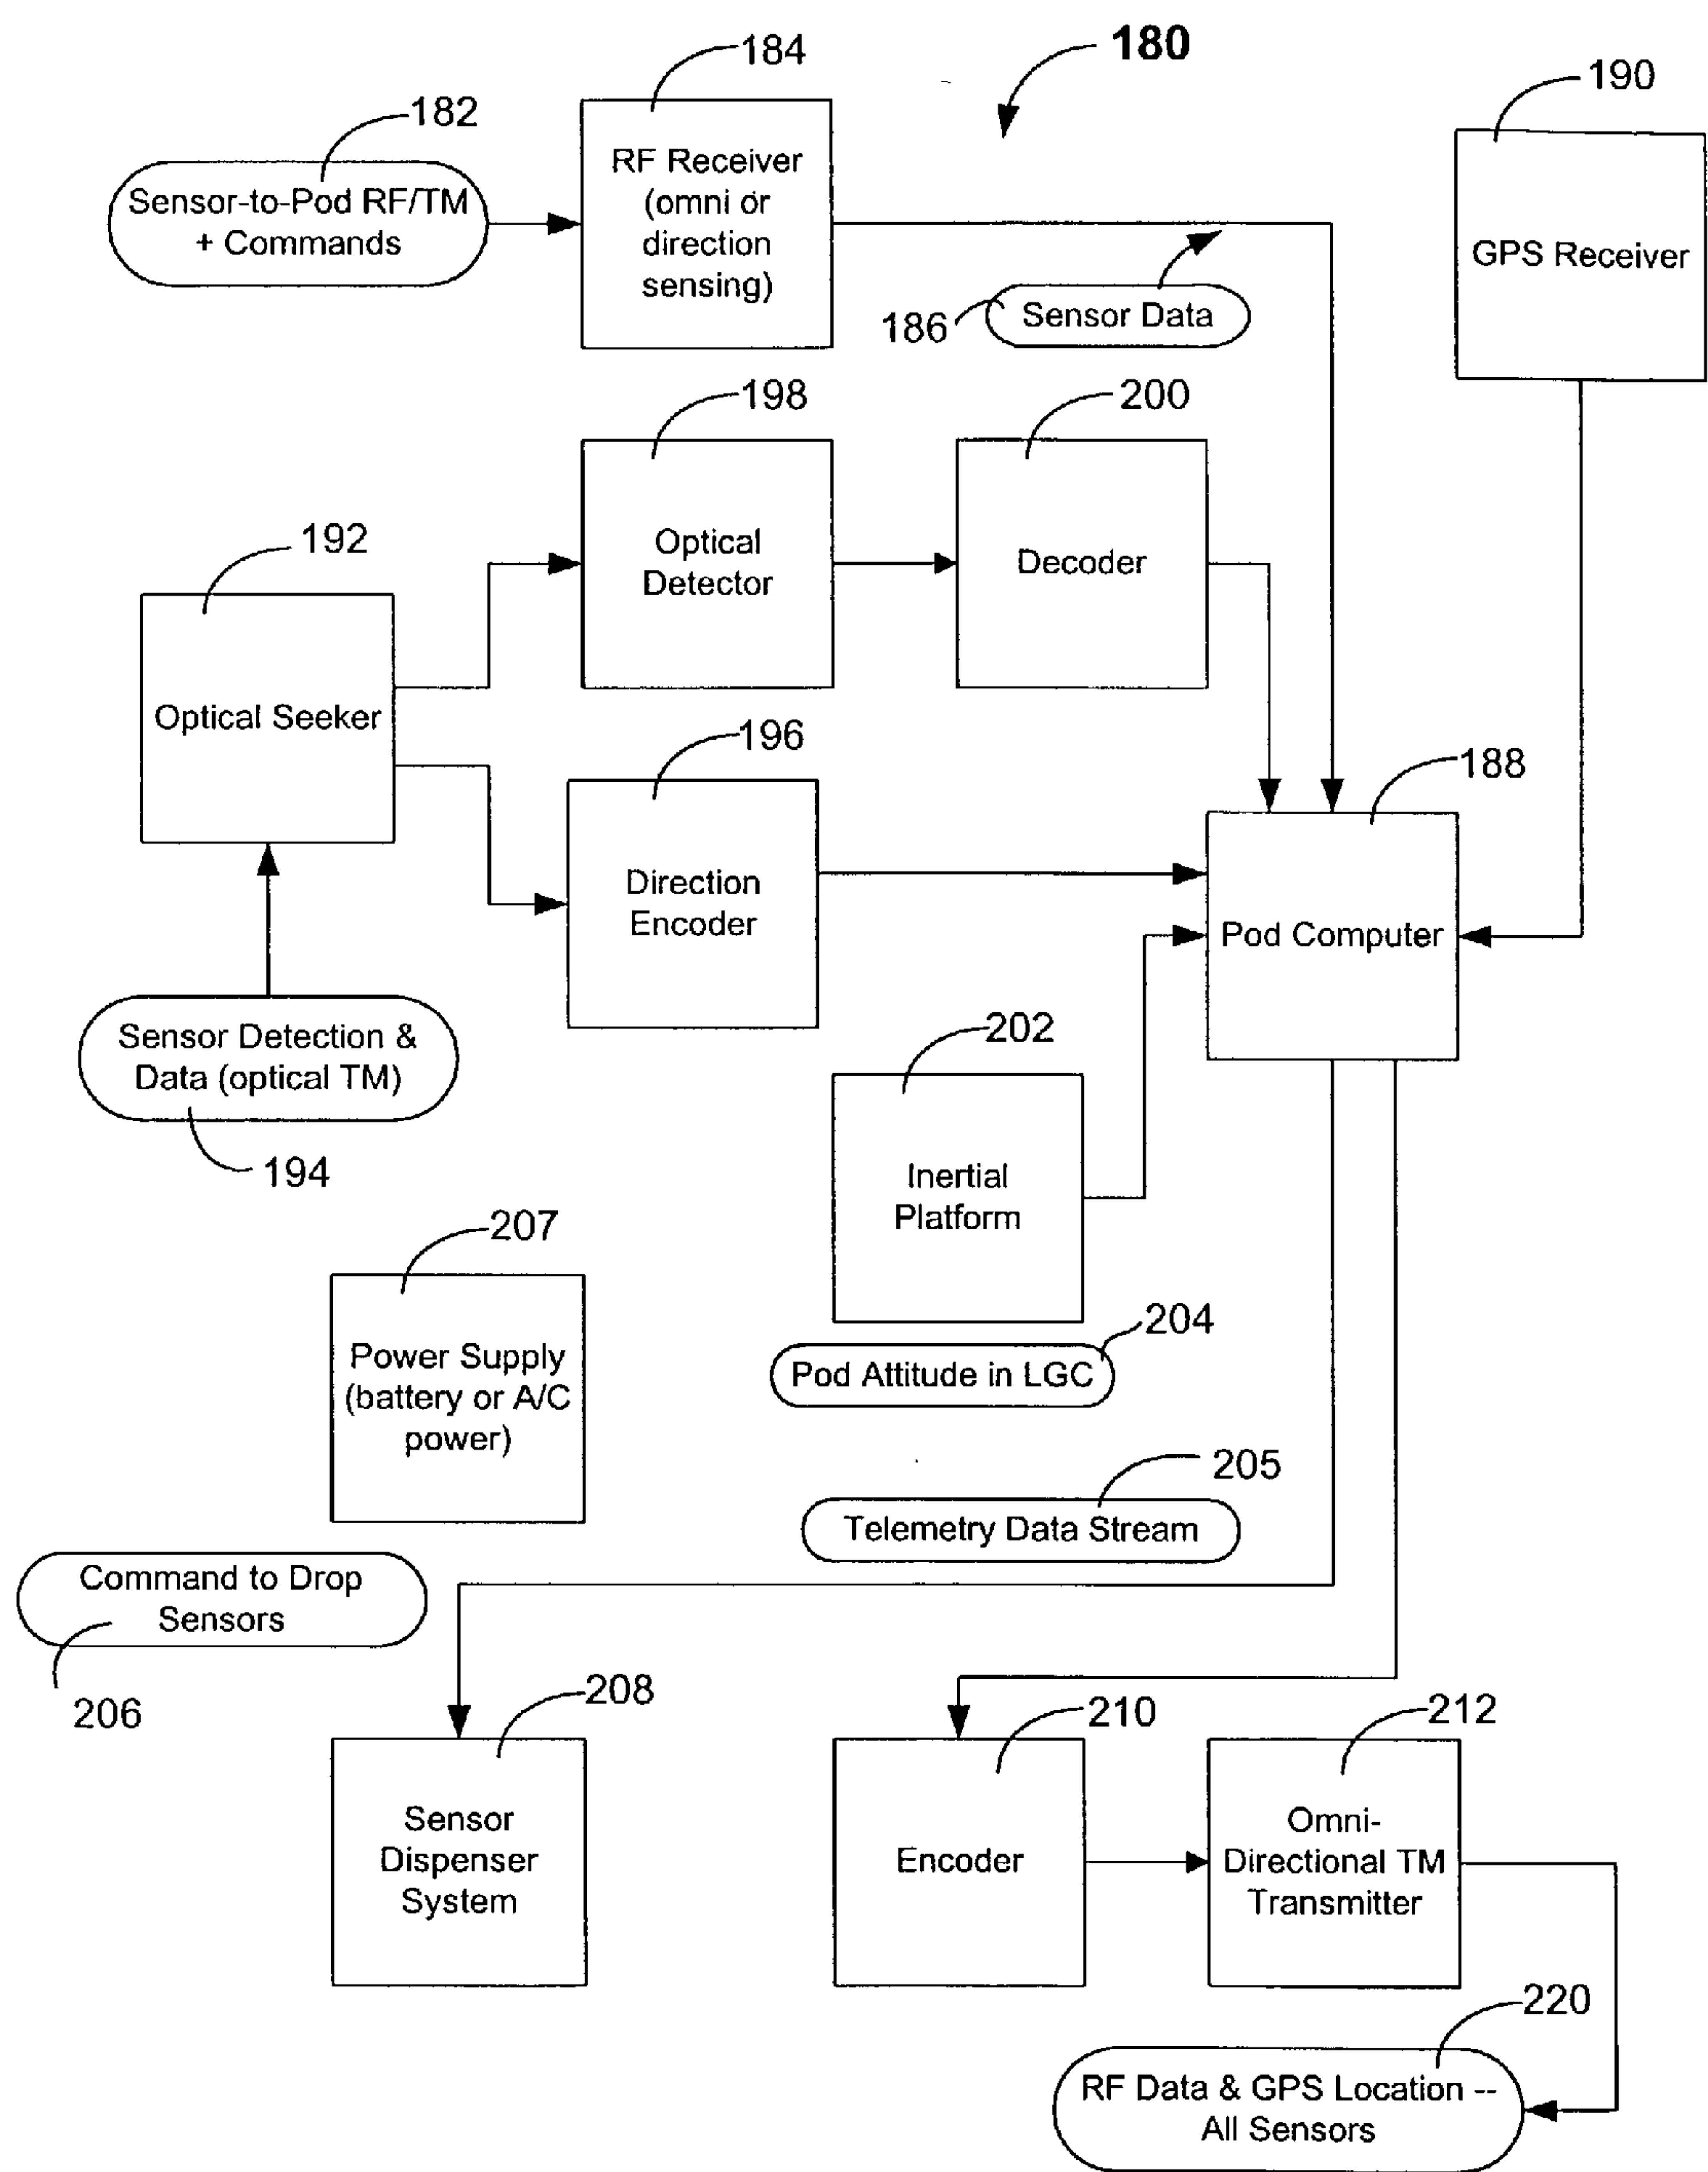 180
184
190
182
RF Receiver
(omni or
direction
sensing)
Sensor-to-Pod RF/TM
+ Commands
GPS Receiver
186
Sensor Data
198
200
192
Optical
Detector
Decoder
Optical Seeker
196
188
Direction
Encoder
Pod Computer
Sensor Detection &
Data (optical TM)
194
202
Inertial
Platform
207
204
Power Supply
(battery or A/C
power)
Pod Attitude in LGC
205
Telemetry Data Stream
Command to Drop
Sensors
206
208
210
212
Sensor
Dispenser
System
Encoder
Omni-
Directional TM
Transmitter
220
RF Data & GPS Location --
All Sensors